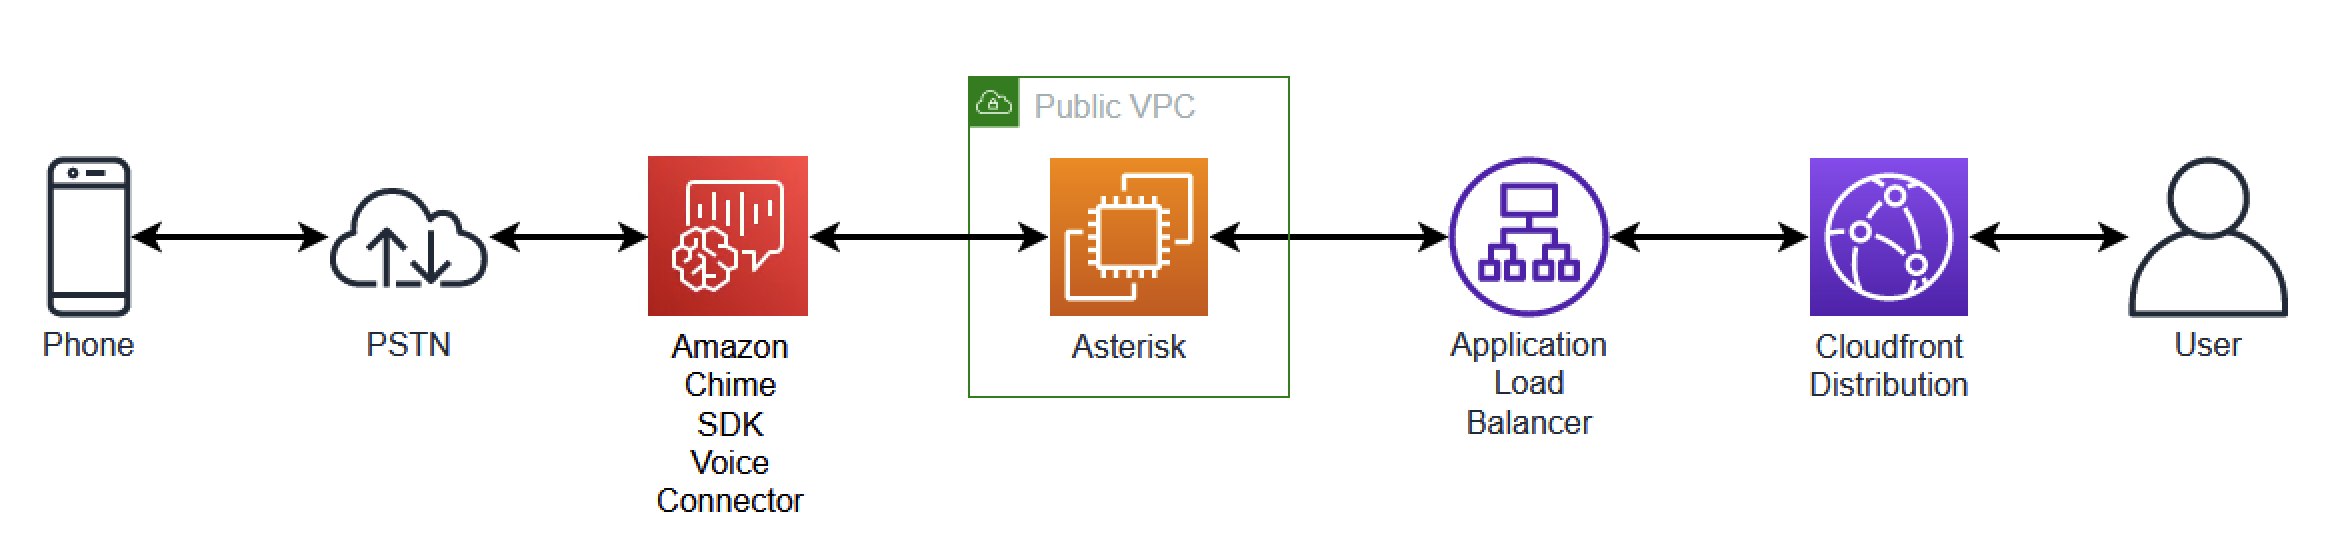 Public VPC
Phone
PSTN
Amazon
Chime
SDK
Voice
Connector
Asterisk
Application
Load
Balancer
Cloudfront
Distribution
User